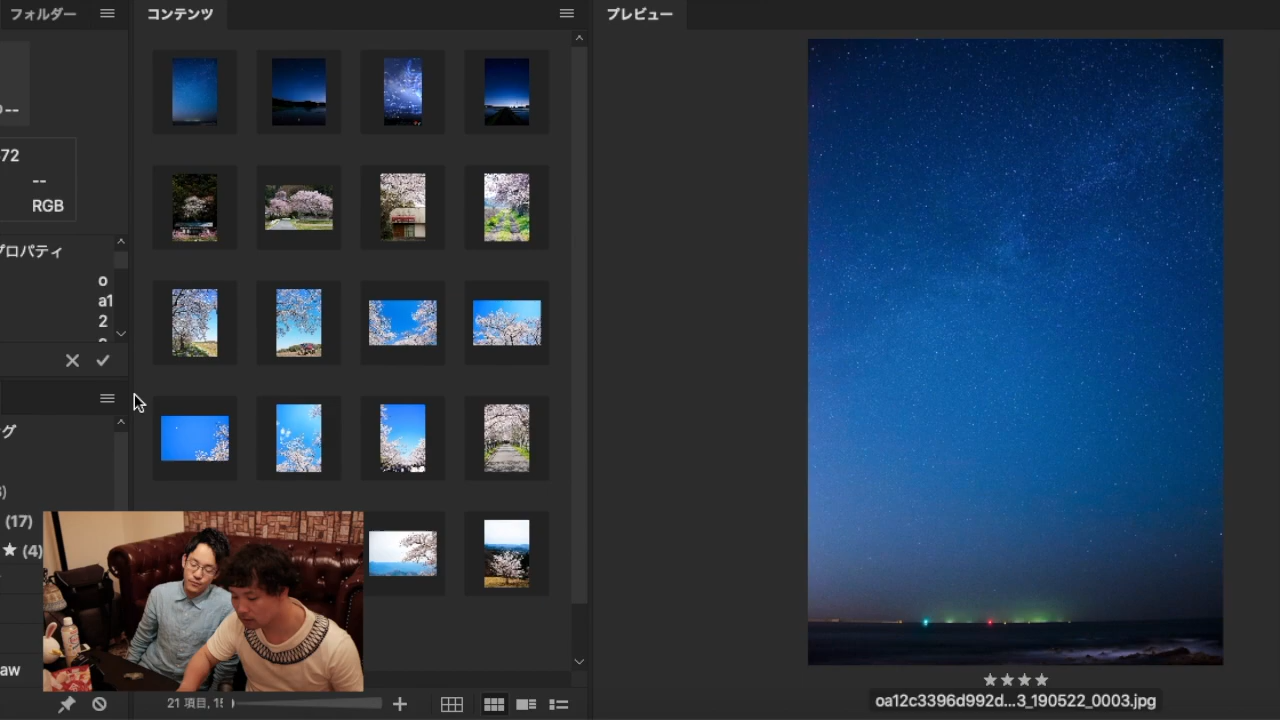 フォルダー
コンテンツ
プレビュー
--
72
--
RGB
プロパティ
o
a1
2
(17)
★ (4)
aw
21 項目, 15
★★★★
oa12c3396d992d...3_190522_0003.jpg